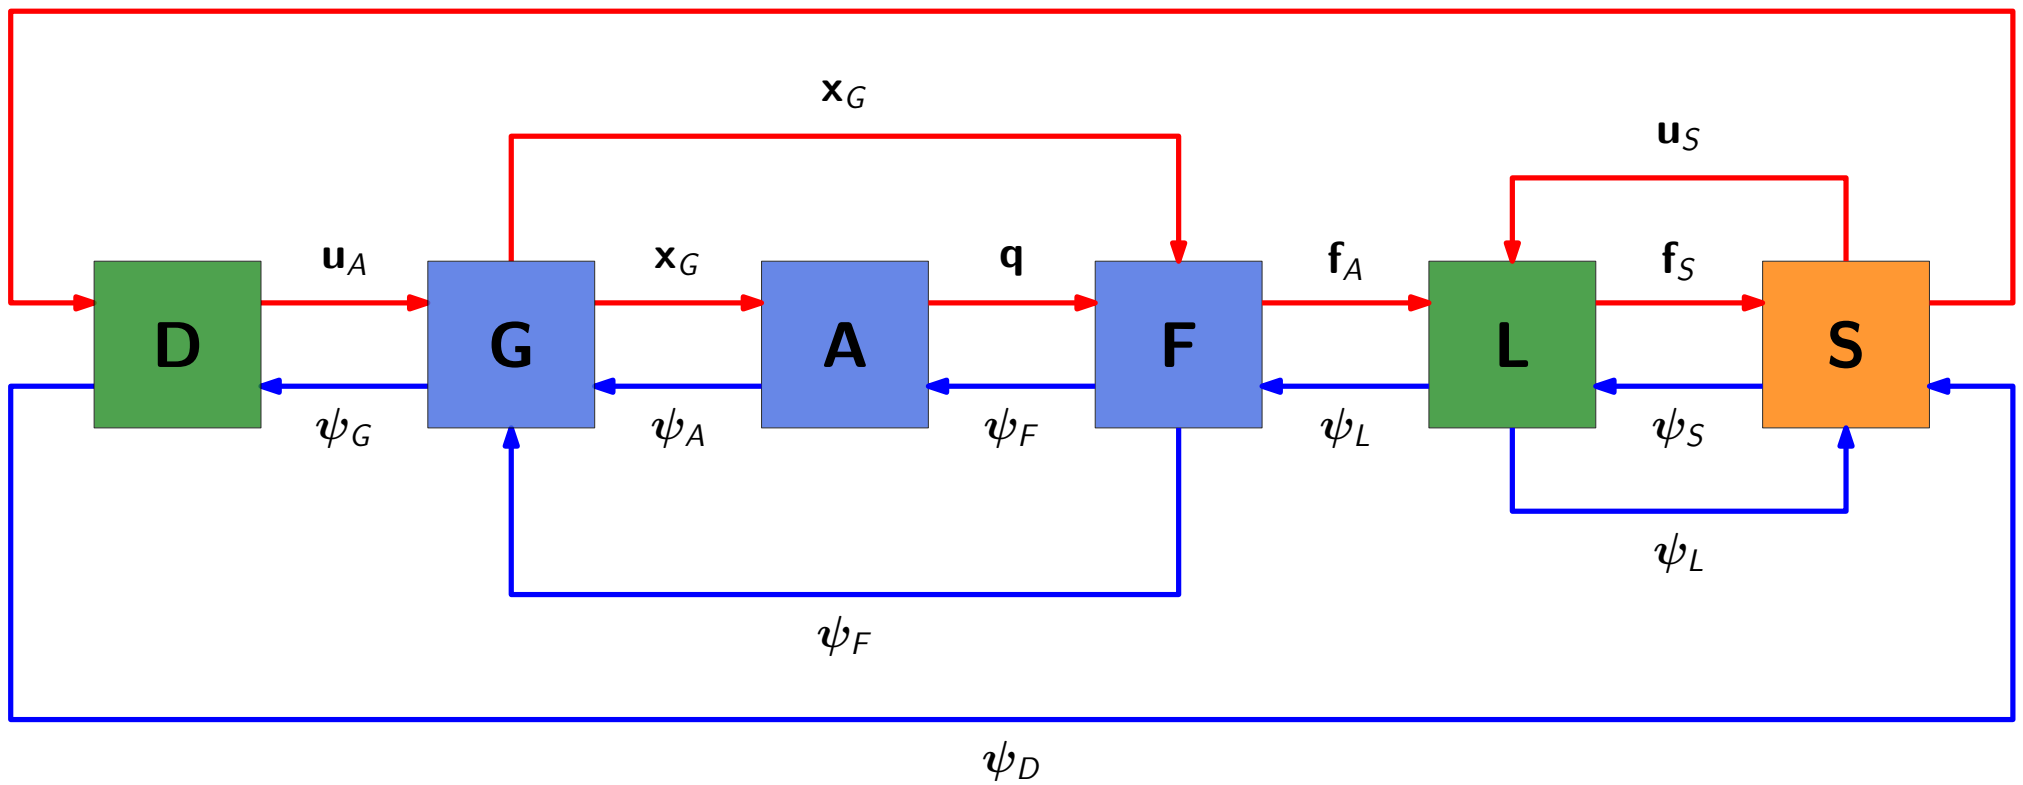 𝐱_G
𝐮_S
𝐮_A
𝐱_G
𝐪
𝐟_A
𝐟_S
D
G
A
F
L
S
𝛙_G
𝛙_A
𝛙_F
𝛙_L
𝛙_S
𝛙_L
𝛙_F
𝛙_D